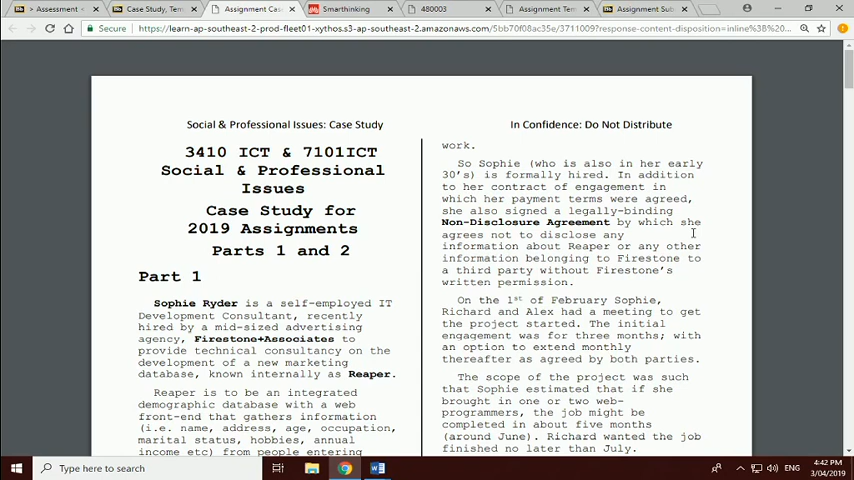 > Assessment
Case Study, Ter
Assignment Cas
Smarthinking
480003
Assignment Tem
Assignment Sub
Secure
https://learn-ap-southeast-2-prod-fleet01-xythos.s3-ap-southeast-2.amazonaws.com/5bb70f08ac35e/3711009?response-content-disposition=inline%3B%20...
Social & Professional Issues: Case Study
3410 ICT & 7101ICT
Social & Professional
Issues
Case Study for
2019 Assignments
Parts 1 and 2
Part 1
Sophie Ryder is a self-employed IT
Development Consultant, recently
hired by a mid-sized advertising
agency, Firestone+Associates to
provide technical consultancy on the
development of a new marketing
database, known internally as Reaper.
Reaper is to be an integrated
demographic database with a web
front-end that gathers information
(i.e. name, address, age, occupation,
marital status, hobbies, annual
income etc) from people entering
In Confidence: Do Not Distribute
work.
So Sophie (who is also in her early
30's) is formally hired. In addition
to her contract of engagement in
which her payment terms were agreed,
she also signed a legally-binding
Non-Disclosure Agreement by which she
agrees not to disclose any
information about Reaper or any other
information belonging to Firestone to
a third party without Firestone's
written permission.
On the 1st of February Sophie,
Richard and Alex had a meeting to get
the project started. The initial
engagement was for three months; with
an option to extend monthly
thereafter as agreed by both parties.
The scope of the project was such
that Sophie estimated that if she
brought in one or two web-
programmers, the job might be
completed in about five months
(around June). Richard wanted the job
finished no later than July.
Type here to search
ENG
4:42 PM
3/04/2019